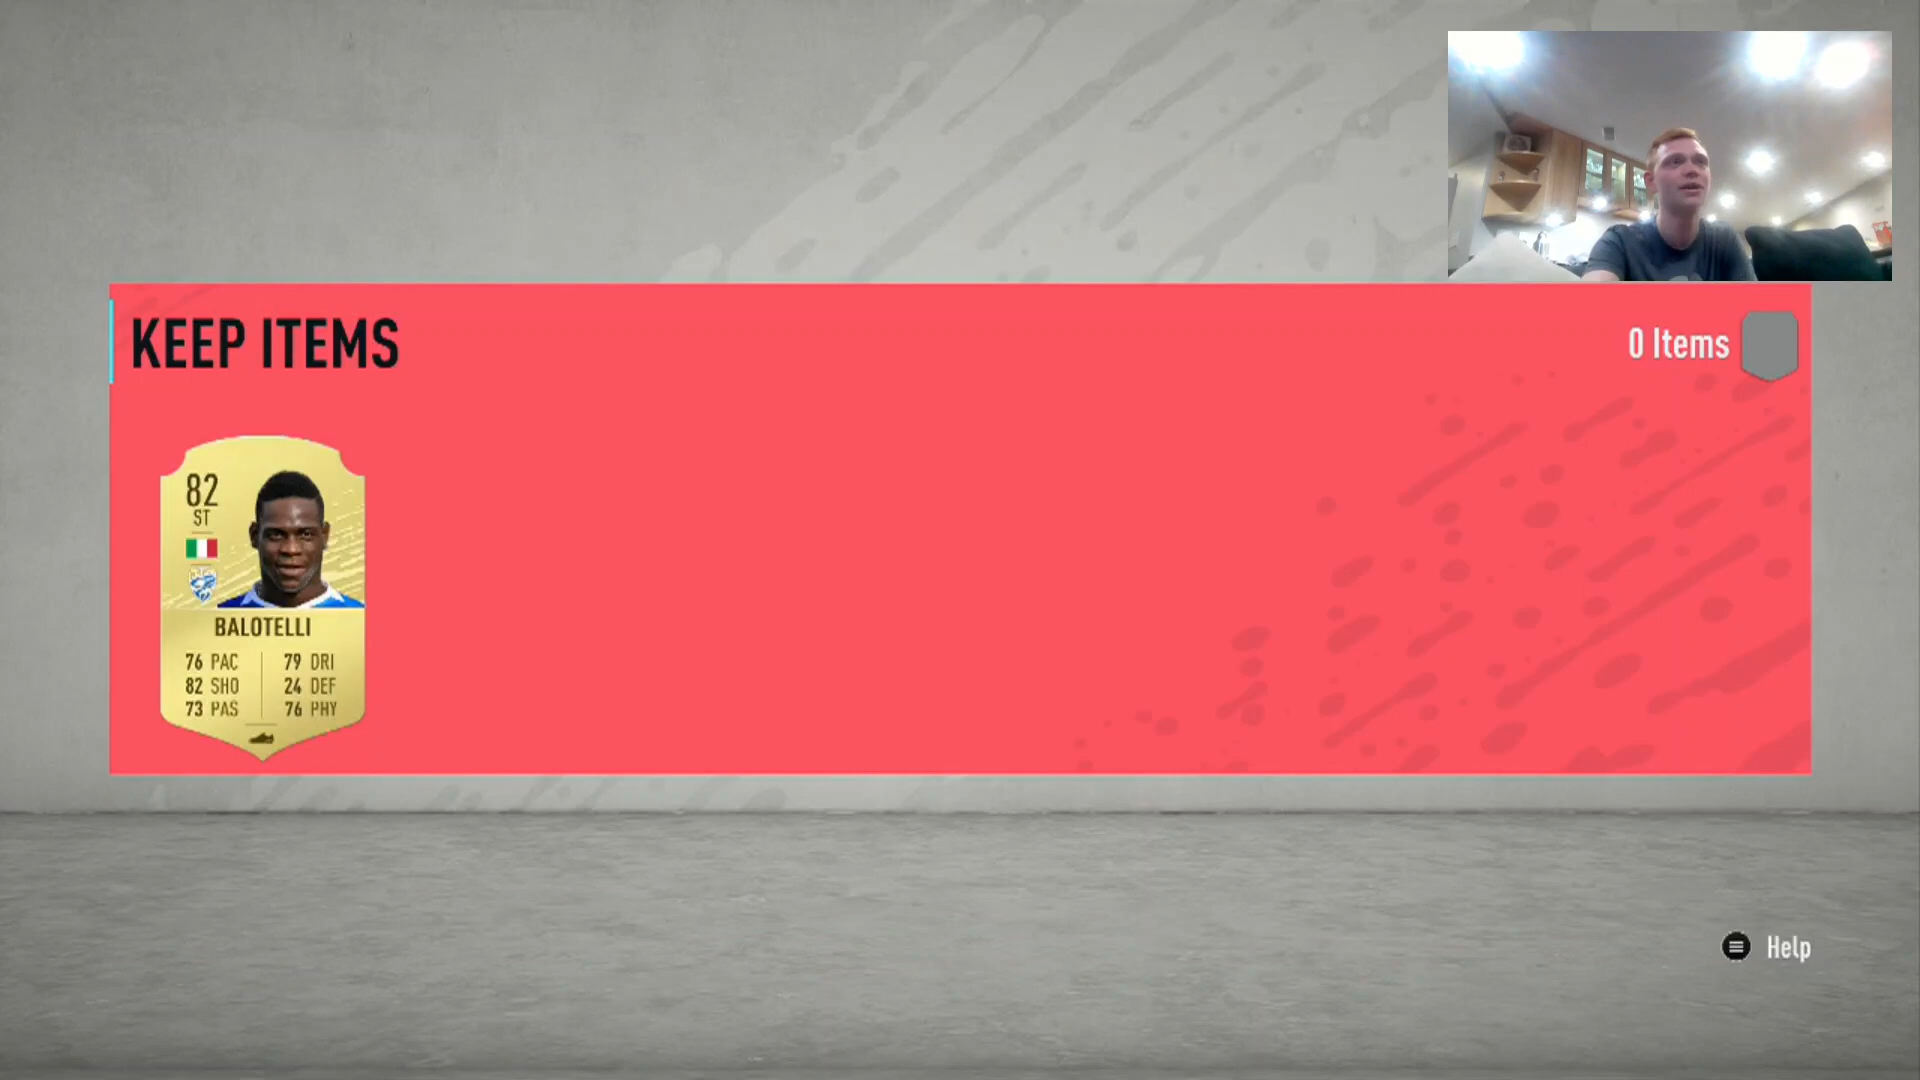 KEEP ITEMS
0 Items
82
ST
BALOTELLI
76 PAC 79 DRI
82 SHO 24 DEF
73 PAS 76 PHY
Help